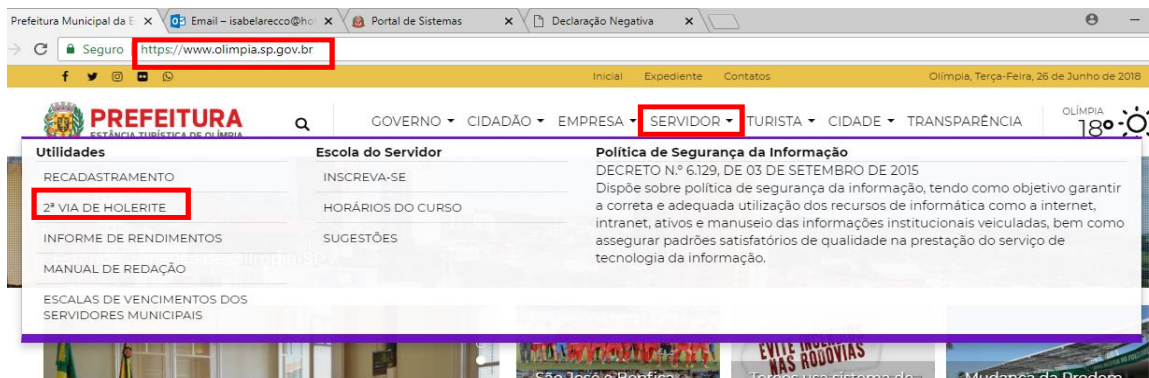 Prefeitura Municipal da E
Email – isabelarecco@ho
Portal de Sistemas
Declaração Negativa
Seguro
https://www.olimpia.sp.gov.br
Inicial Expediente Contatos
Olímpia, Terça-Feira, 26 de Junho de 2018
PREFEITURA
ESTÂNCIA TURÍSTICA DE OLÍMPIA
GOVERNO CIDADÃO EMPRESA SERVIDOR TURISTA CIDADE TRANSPARÊNCIA
OLÍMPIA
18º
Utilidades
RECADASTRAMENTO
2ª VIA DE HOLERITE
INFORME DE RENDIMENTOS
MANUAL DE REDAÇÃO
ESCALAS DE VENCIMENTOS DOS
SERVIDORES MUNICIPAIS
Escola do Servidor
INSCREVA-SE
HORÁRIOS DO CURSO
SUGESTÕES
Política de Segurança da Informação
DECRETO N.º 6.129, DE 03 DE SETEMBRO DE 2015
Dispõe sobre política de segurança da informação, tendo como objetivo garantir
a correta e adequada utilização dos recursos de informática como a internet,
intranet, ativos e manuseio das informações institucionais veiculadas, bem como
assegurar padrões satisfatórios de qualidade na prestação do serviço de
tecnologia da informação.
EVITE
NAS RODOVIAS
São José e Bonfica
usa sistema de
Mudança da Prodem